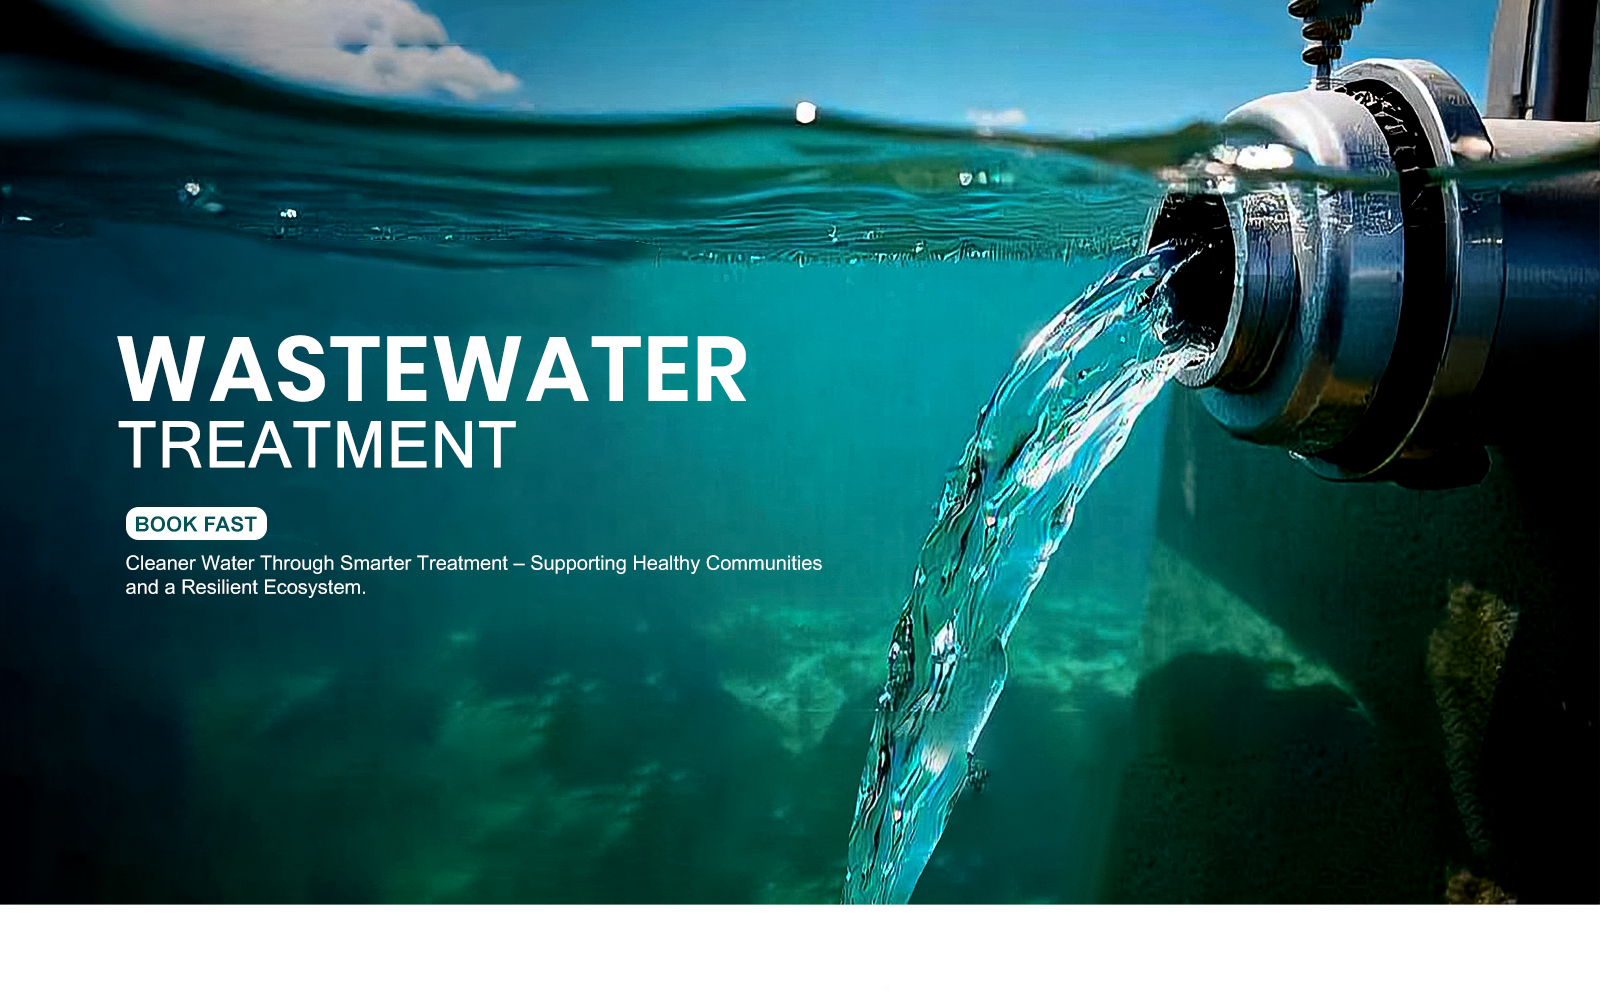 WASTEWATER
TREATMENT
BOOK FAST
Cleaner Water Through Smarter Treatment – Supporting Healthy Communities
and a Resilient Ecosystem.